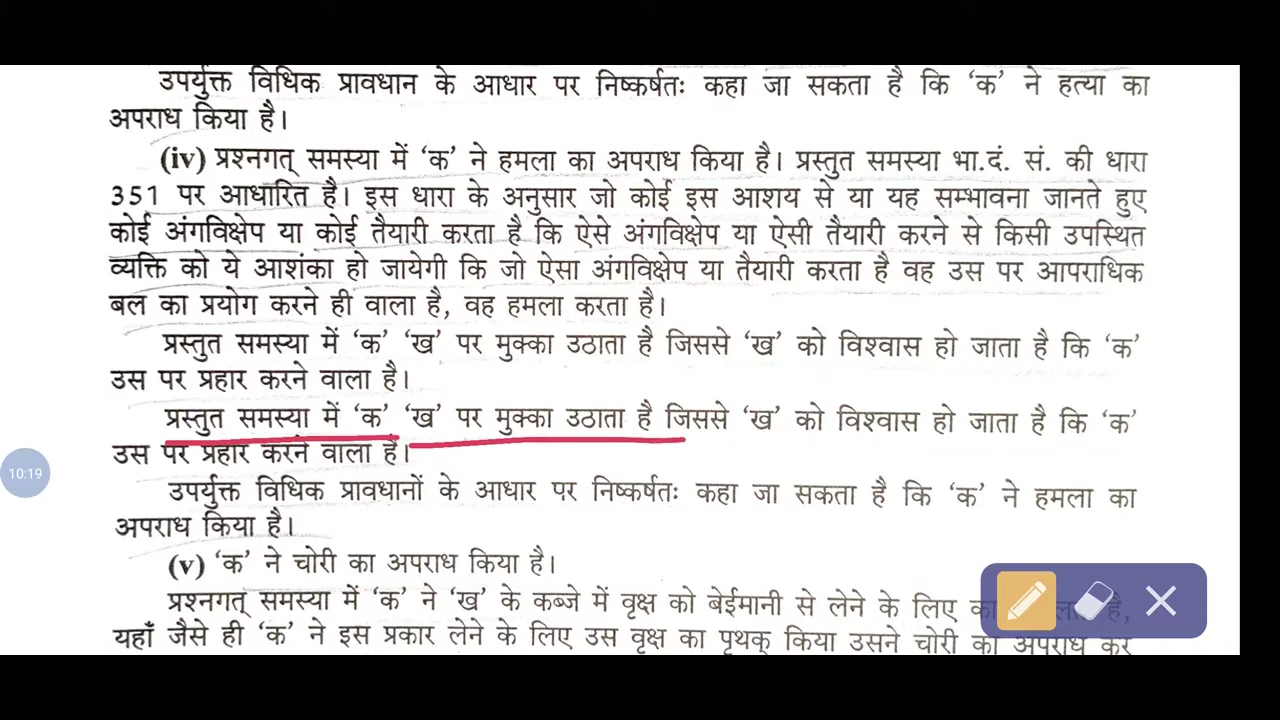 उपर्युक्त विधिक प्रावधान के आधार पर निष्कर्षतः कहा जा सकता है कि ‘क’ ने हत्या का
अपराध किया है।
(iv) प्रश्नगत् समस्या में ‘क’ ने हमला का अपराध किया है। प्रस्तुत समस्या भा.दं. सं. की धारा
351 पर आधारित है। इस धारा के अनुसार जो कोई इस आशय से या यह सम्भावना जानते हुए
कोई अंगविक्षेप या कोई तैयारी करता है कि ऐसे अंगविक्षेप या ऐसी तैयारी करने से किसी उपस्थित
व्यक्ति को ये आशंका हो जायेगी कि जो ऐसा अंगविक्षेप या तैयारी करता है वह उस पर आपराधिक
बल का प्रयोग करने ही वाला है, वह हमला करता है।
प्रस्तुत समस्या में ‘क’ ‘ख’ पर मुक्का उठाता है जिससे ‘ख’ को विश्वास हो जाता है कि ‘क’
उस पर प्रहार करने वाला है।
प्रस्तुत समस्या में ‘क’ ‘ख’ पर मुक्का उठाता है जिससे ‘ख’ को विश्वास हो जाता है कि ‘क’
उस पर प्रहार करने वाला है।
10:19
उपर्युक्त विधिक प्रावधानों के आधार पर निष्कर्षतः कहा जा सकता है कि ‘क’ ने हमला का
अपराध किया है।
(v) ‘क’ ने चोरी का अपराध किया है।
प्रश्नगत् समस्या में ‘क’ ने ‘ख’ के कब्जे में वृक्ष को बेईमानी से लेने के लिए है,
यहाँ जैसे ही ‘क’ ने इस प्रकार लेने के लिए उस वृक्ष का पृथक् किया उसने चोरी का अपराध कर